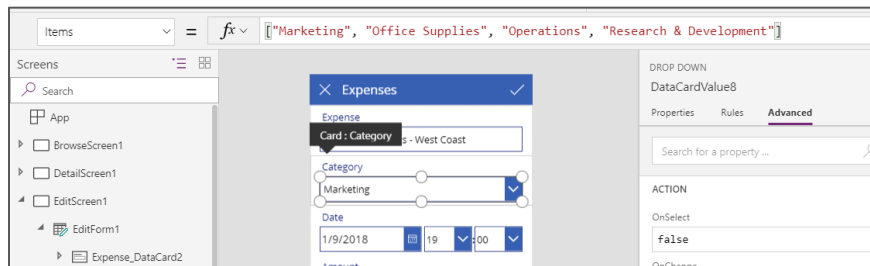 Items = fx ["Marketing", "Office Supplies", "Operations", "Research & Development"]
Screens
Search
App
BrowseScreen1
DetailScreen1
EditScreen1
EditForm1
Expense_DataCard2
Expenses
Expense
Card : Category
s - West Coast
Category
Marketing
Date
1/9/2018 19 :00
DROP DOWN
DataCardValue8
Properties Rules Advanced
Search for a property ...
ACTION
OnSelect
false